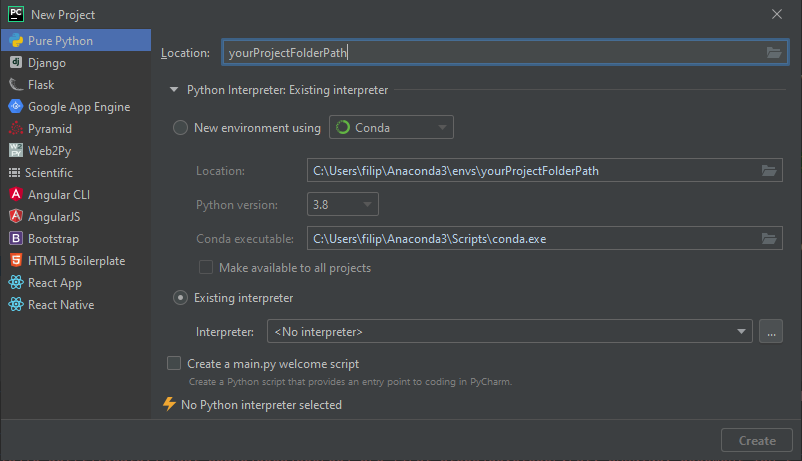 PC New Project
Pure Python
Django
Flask
Google App Engine
Pyramid
Web2Py
Scientific
Angular CLI
AngularJS
Bootstrap
HTML5 Boilerplate
React App
React Native
Location: yourProjectFolderPath
Python Interpreter: Existing interpreter
New environment using Conda
Location: C:\Users\filip\Anaconda3\envs\yourProjectFolderPath
Python version: 3.8
Conda executable: C:\Users\filip\Anaconda3\Scripts\conda.exe
Make available to all projects
Existing interpreter
Interpreter: <No interpreter> ...
Create a main.py welcome script
Create a Python script that provides an entry point to coding in PyCharm.
No Python interpreter selected
Create